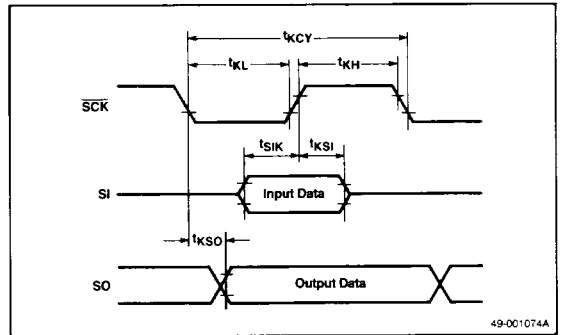 tKCY
tKL
tKH
SCK
tSIK
tKSI
SI
Input Data
tKSO
SO
Output Data
49-001074A